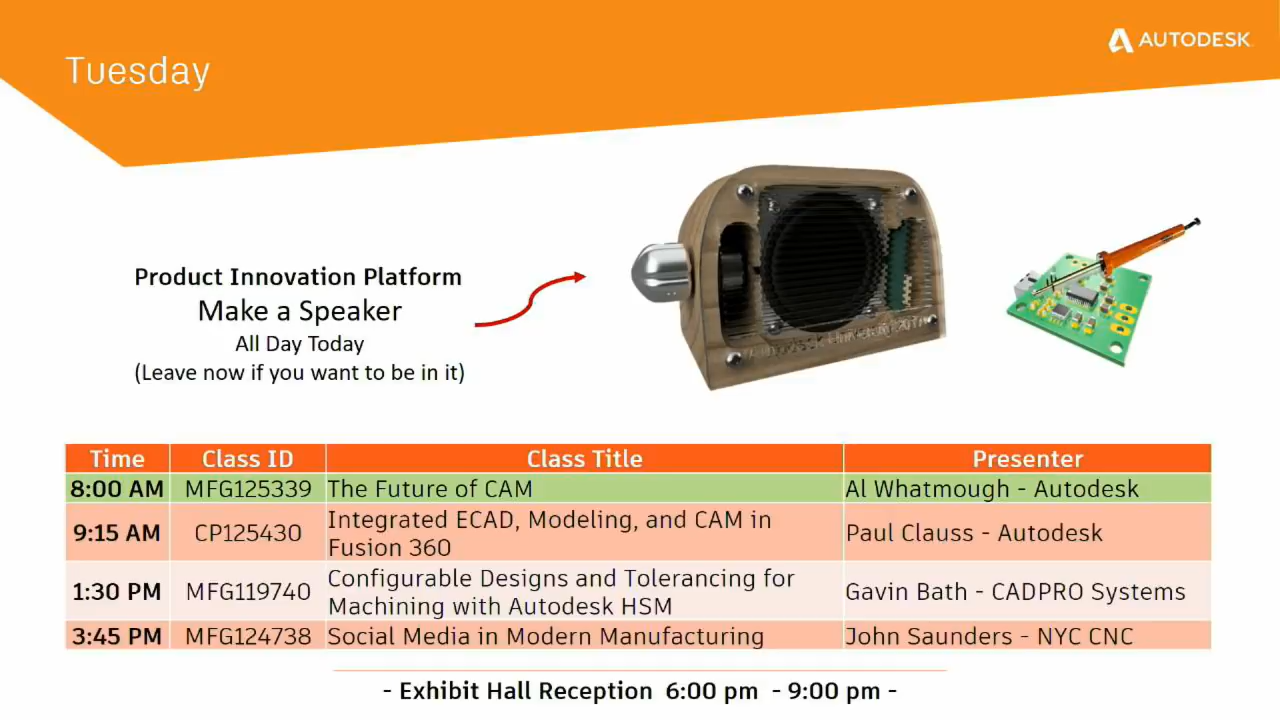 Tuesday
AUTODESK
Product Innovation Platform
Make a Speaker
All Day Today
(Leave now if you want to be in it)
Autodesk University 2017
Time Class ID Class Title Presenter
8:00 AM MFG125339 The Future of CAM Al Whatmough - Autodesk
9:15 AM CP125430 Integrated ECAD, Modeling, and CAM in
Fusion 360 Paul Clauss - Autodesk
1:30 PM MFG119740 Configurable Designs and Tolerancing for
Machining with Autodesk HSM Gavin Bath - CADPRO Systems
3:45 PM MFG124738 Social Media in Modern Manufacturing John Saunders - NYC CNC
- Exhibit Hall Reception 6:00 pm - 9:00 pm -